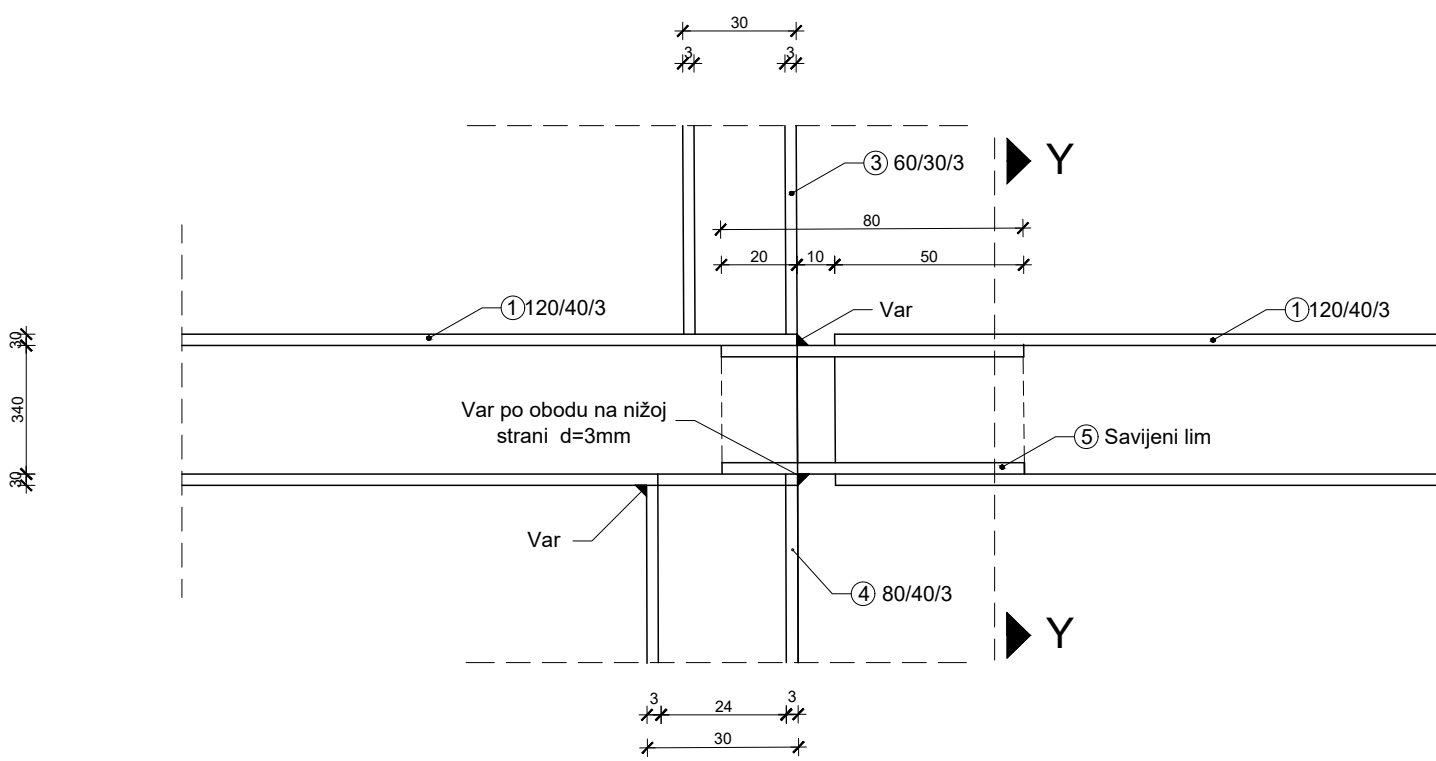 30
3 3
③ 60/30/3
Y
80
20 10 50
① 120/40/3
Var
① 120/40/3
30
340
30
Var po obodu na nižoj
strani d=3mm
⑤ Savijeni lim
Var
④ 80/40/3
Y
3 24 3
30